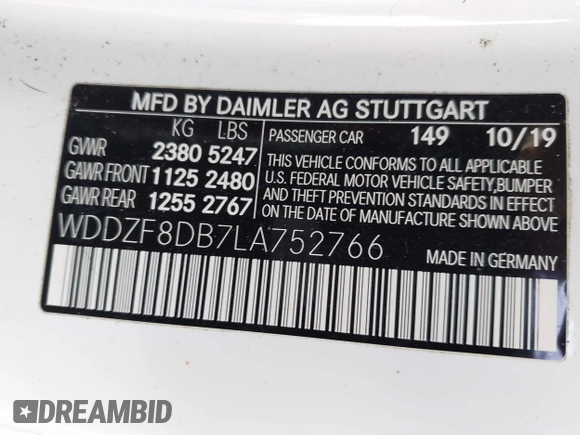 MFD BY DAIMLER AG STUTTGART
KG LBS PASSENGER CAR 149 10/19
GVWR 2380 5247
GAWR FRONT 1125 2480
GAWR REAR 1255 2767
THIS VEHICLE CONFORMS TO ALL APPLICABLE
U.S. FEDERAL MOTOR VEHICLE SAFETY,BUMPER,
AND THEFT PREVENTION STANDARDS IN EFFECT
ON THE DATE OF MANUFACTURE SHOWN ABOVE.
WDDZF8DB7LA752766
MADE IN GERMANY
DREAMBID